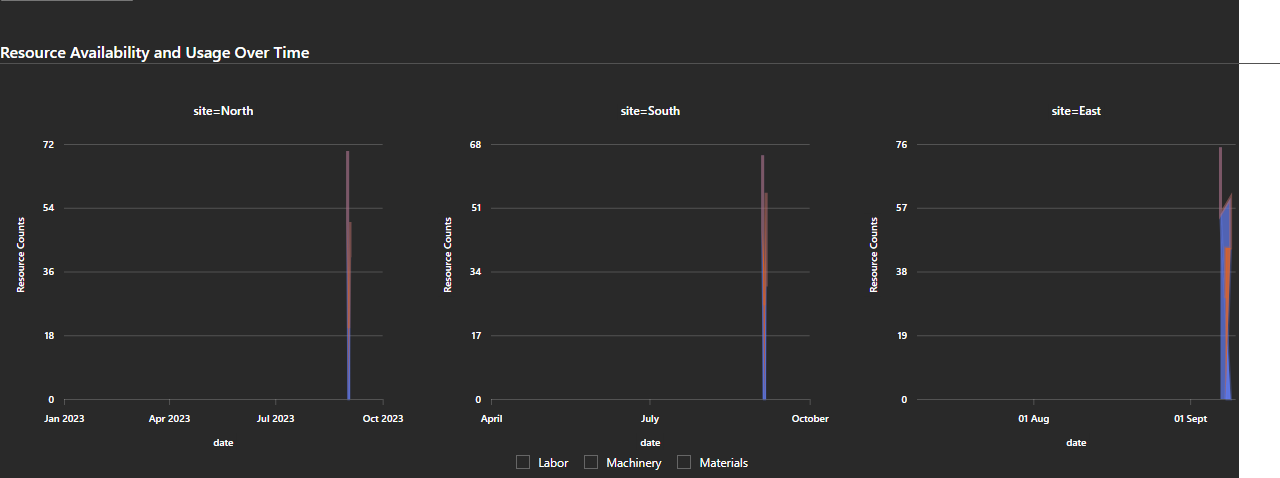 Resource Availability and Usage Over Time
site=North
site=South
site=East
72
54
36
18
0
Resource Counts
Jan 2023
Apr 2023
Jul 2023
Oct 2023
date
68
51
34
17
0
Resource Counts
April
July
October
date
76
57
38
19
0
Resource Counts
01 Aug
01 Sept
date
Labor
Machinery
Materials